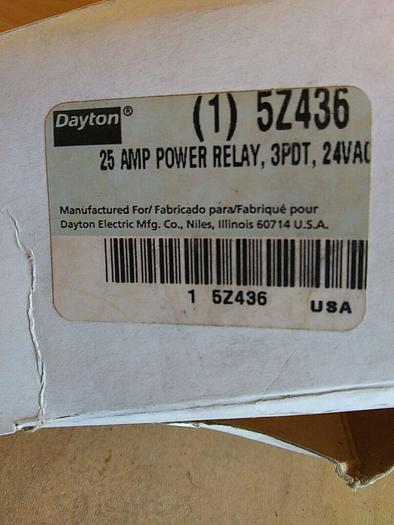 Dayton® (1) 5Z436
25 AMP POWER RELAY, 3PDT, 24VAC
Manufactured For/ Fabricado para/Fabriqué pour
Dayton Electric Mfg. Co., Niles, Illinois 60714 U.S.A.
1 5Z436
USA